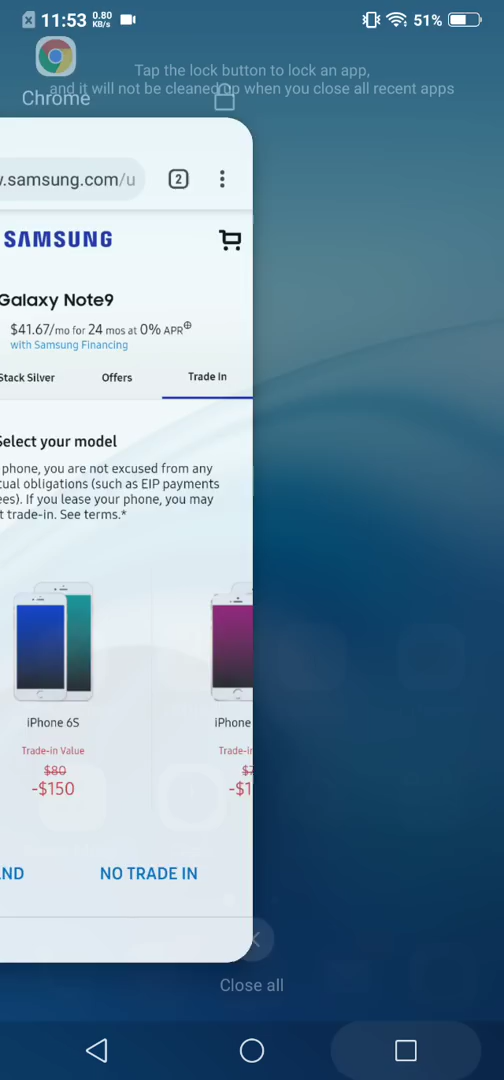 11:53 0.80 KB/s 51%
Tap the lock button to lock an app,
and it will not be cleaned up when you close all recent apps
Chrome
w.samsung.com/u 2
SAMSUNG
Galaxy Note9
$41.67/mo for 24 mos at 0% APR⊕
with Samsung Financing
Stack Silver Offers Trade In
Select your model
phone, you are not excused from any
tual obligations (such as EIP payments
ees). If you lease your phone, you may
t trade-in. See terms.*
iPhone 6S iPhone
Trade-in Value Trade-in
$80 $7
-$150 -$1
ND NO TRADE IN
Close all